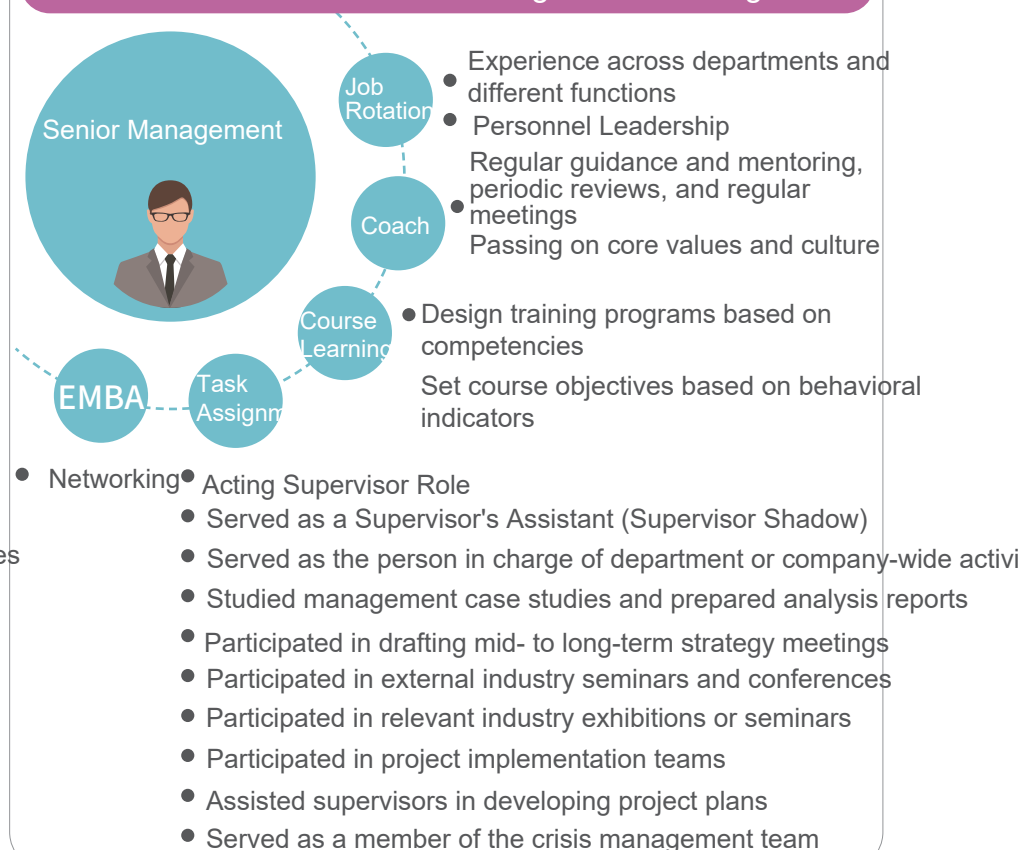 Senior Management
Job
Rotation
Experience across departments and
different functions
Personnel Leadership
Coach
Regular guidance and mentoring,
periodic reviews, and regular
meetings
Passing on core values and culture
Course
Learning
Design training programs based on
competencies
Set course objectives based on behavioral
indicators
EMBA
Task
Assignm
Networking
Acting Supervisor Role
Served as a Supervisor's Assistant (Supervisor Shadow)
es
Served as the person in charge of department or company-wide activi
Studied management case studies and prepared analysis reports
Participated in drafting mid- to long-term strategy meetings
Participated in external industry seminars and conferences
Participated in relevant industry exhibitions or seminars
Participated in project implementation teams
Assisted supervisors in developing project plans
Served as a member of the crisis management team